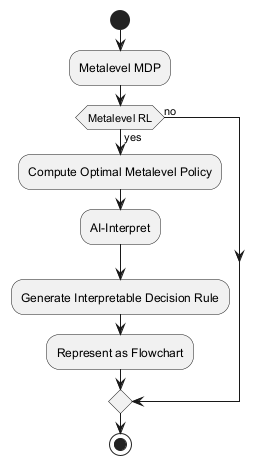 Metalevel MDP
Metalevel RL
no
yes
Compute Optimal Metalevel Policy
AI-Interpret
Generate Interpretable Decision Rule
Represent as Flowchart